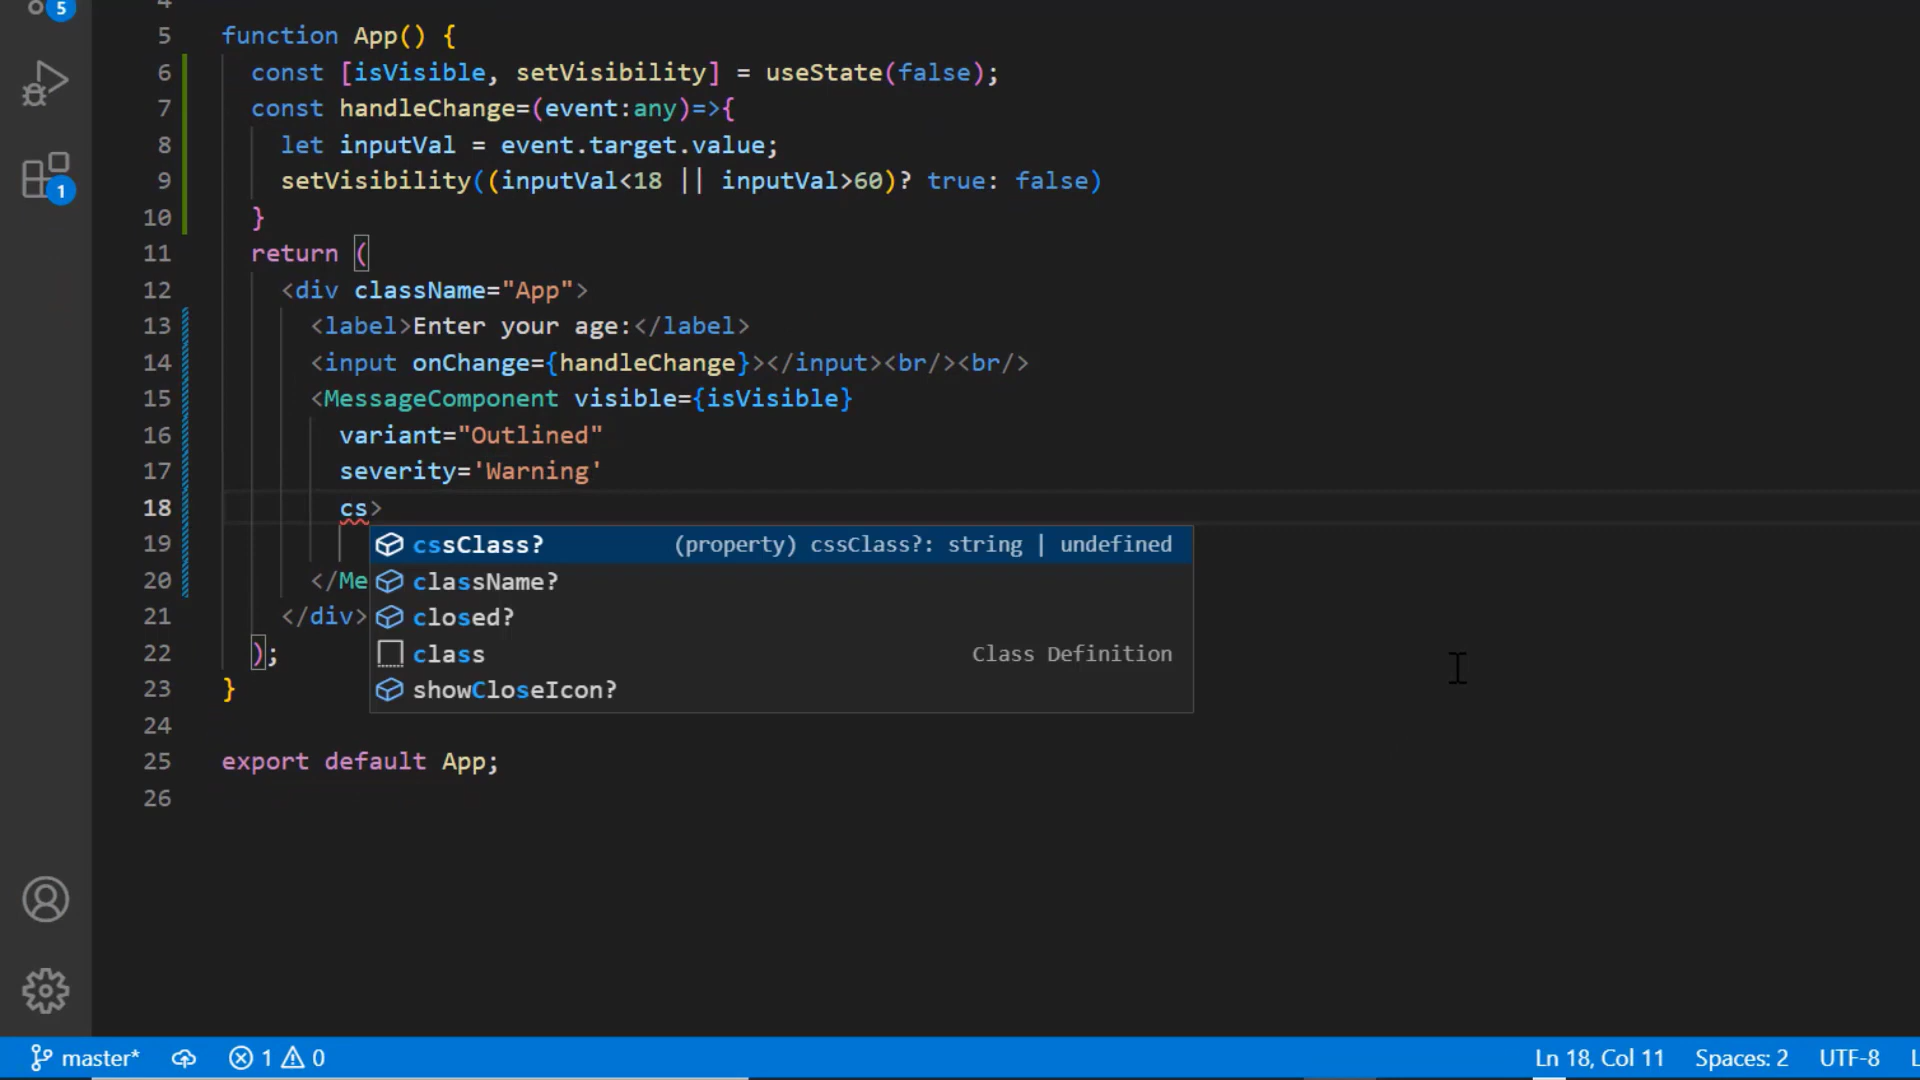 5
4
5 function App() {
6 const [isVisible, setVisibility] = useState(false);
7 const handleChange=(event:any)=>{
8 let inputVal = event.target.value;
9 setVisibility((inputVal<18 || inputVal>60)? true: false)
1
10 }
11 return (
12 <div className="App">
13 <label>Enter your age:</label>
14 <input onChange={handleChange}></input><br/><br/>
15 <MessageComponent visible={isVisible}
16 variant="Outlined"
17 severity='Warning'
18 cs>
19 cssClass? (property) cssClass?: string | undefined
20 </Me className?
21 </div> closed?
22 ); class Class Definition
23 } showCloseIcon?
24
25 export default App;
26
master* 1 0 Ln 18, Col 11 Spaces: 2 UTF-8